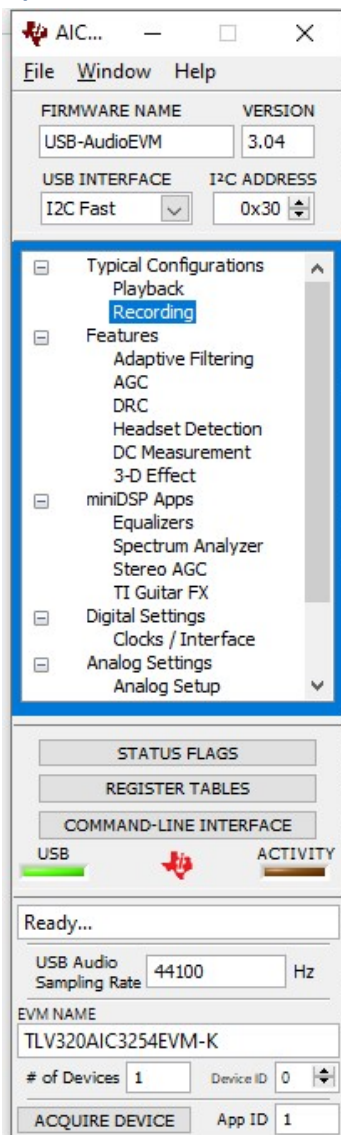 AIC...
File Window Help
FIRMWARE NAME VERSION
USB-AudioEVM 3.04
USB INTERFACE I²C ADDRESS
I2C Fast 0x30
Typical Configurations
Playback
Recording
Features
Adaptive Filtering
AGC
DRC
Headset Detection
DC Measurement
3-D Effect
miniDSP Apps
Equalizers
Spectrum Analyzer
Stereo AGC
TI Guitar FX
Digital Settings
Clocks / Interface
Analog Settings
Analog Setup
STATUS FLAGS
REGISTER TABLES
COMMAND-LINE INTERFACE
USB ACTIVITY
Ready...
USB Audio
Sampling Rate 44100 Hz
EVM NAME
TLV320AIC3254EVM-K
# of Devices 1 Device ID 0
ACQUIRE DEVICE App ID 1